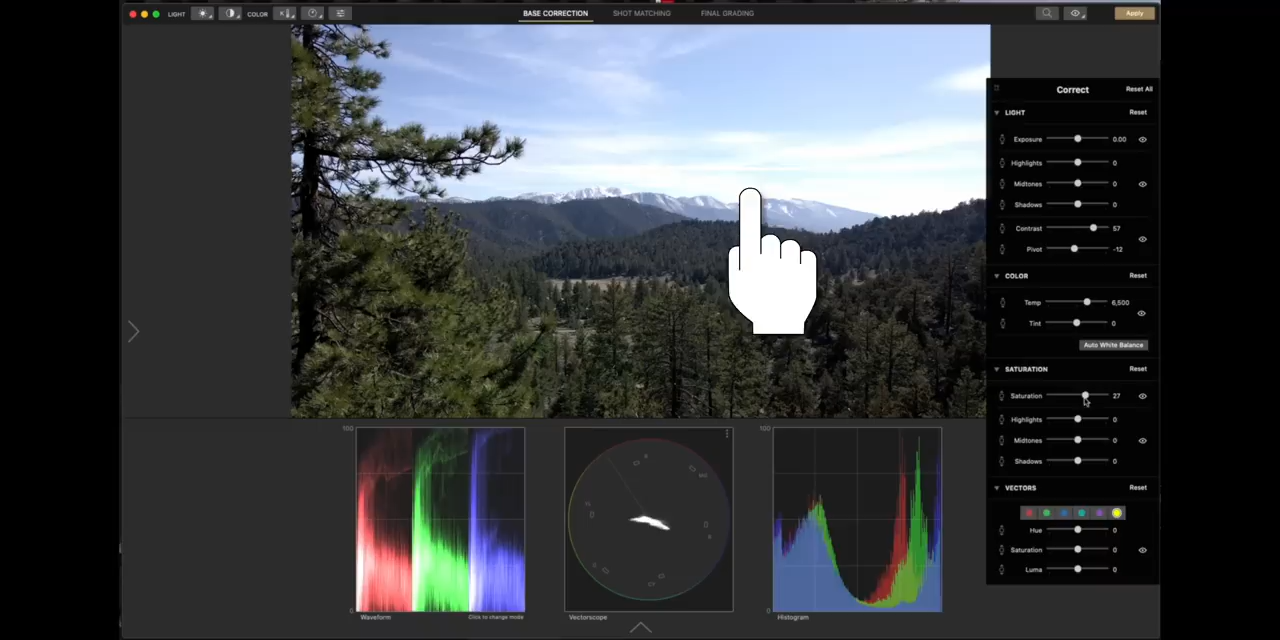 LIGHT COLOR BASE CORRECTION SHOT MATCHING FINAL GRADING Apply
Correct Reset All
LIGHT Reset
Exposure 0.00
Highlights 0
Midtones 0
Shadows 0
Contrast 57
Pivot -12
COLOR Reset
Temp 6,500
Tint 0
Auto White Balance
SATURATION Reset
Saturation 27
Highlights 0
Midtones 0
Shadows 0
VECTORS Reset
Hue 0
Saturation 0
Luma 0
100 100
0 0
Waveform Click to change mode Vectorscope Histogram